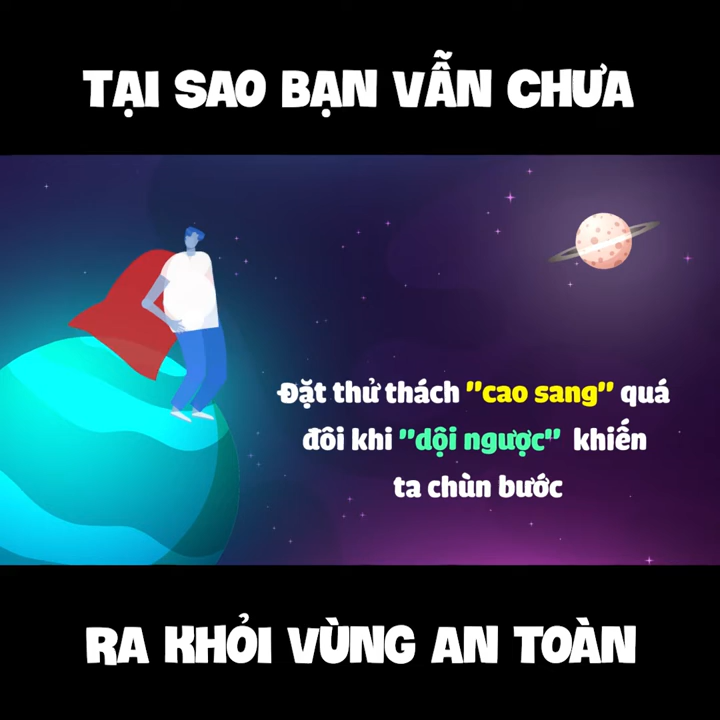 TẠI SAO BẠN VẪN CHƯA
Đặt thử thách "cao sang" quá
đôi khi "dội ngược" khiến
ta chùn bước
RA KHỎI VÙNG AN TOÀN